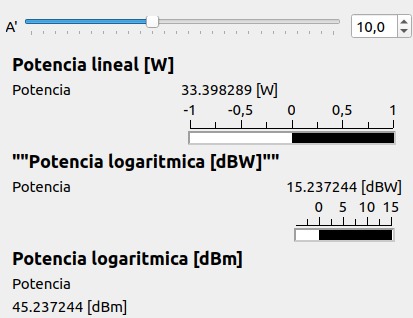 A' 10,0
Potencia lineal [W]
Potencia 33.398289 [W]
-1 -0,5 0 0,5 1
""Potencia logaritmica [dBW]""
Potencia 15.237244 [dBW]
0 5 10 15
Potencia logarítmica [dBm]
Potencia
45.237244 [dBm]